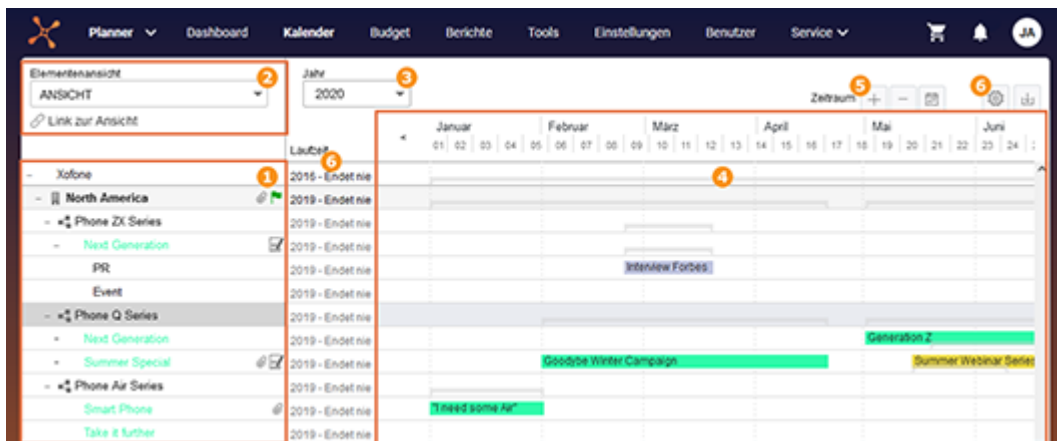 Planner Dashboard Kalender Budget Berichte Tools Einstellungen Benutzer Service JA
Elementenansicht 2 Jahr 3
ANSICHT 2020 5 6
Zeitraum
Link zur Ansicht
Januar Februar März April Mai Juni
01 02 03 04 05 06 07 08 09 10 11 12 13 14 15 16 17 18 19 20 21 22 23 24
Laufzeit 6
Xofone 1 2016 - Endet nie 4
North America 2019 - Endet nie
Phone ZX Series 2019 - Endet nie
Next Generation 2019 - Endet nie
PR 2019 - Endet nie Interview Forbes
Event 2019 - Endet nie
Phone Q Series 2019 - Endet nie
Next Generation 2019 - Endet nie Generation Z
Summer Special 2019 - Endet nie Goodybe Winter Campaign Summer Webinar Series
Phone Air Series 2019 - Endet nie
Smart Phone 2019 - Endet nie "I need some Air"
Take it further 2019 - Endet nie